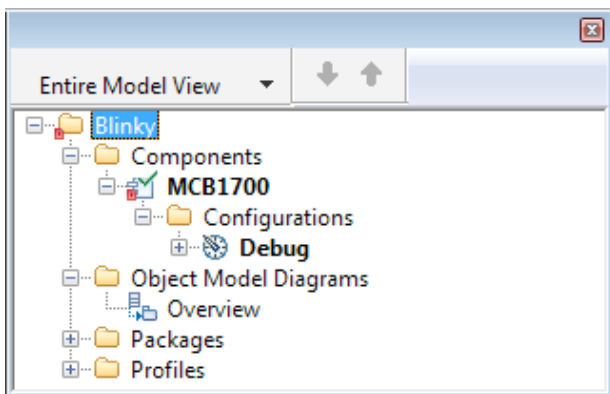 Entire Model View
Blinky
Components
MCB1700
Configurations
Debug
Object Model Diagrams
Overview
Packages
Profiles